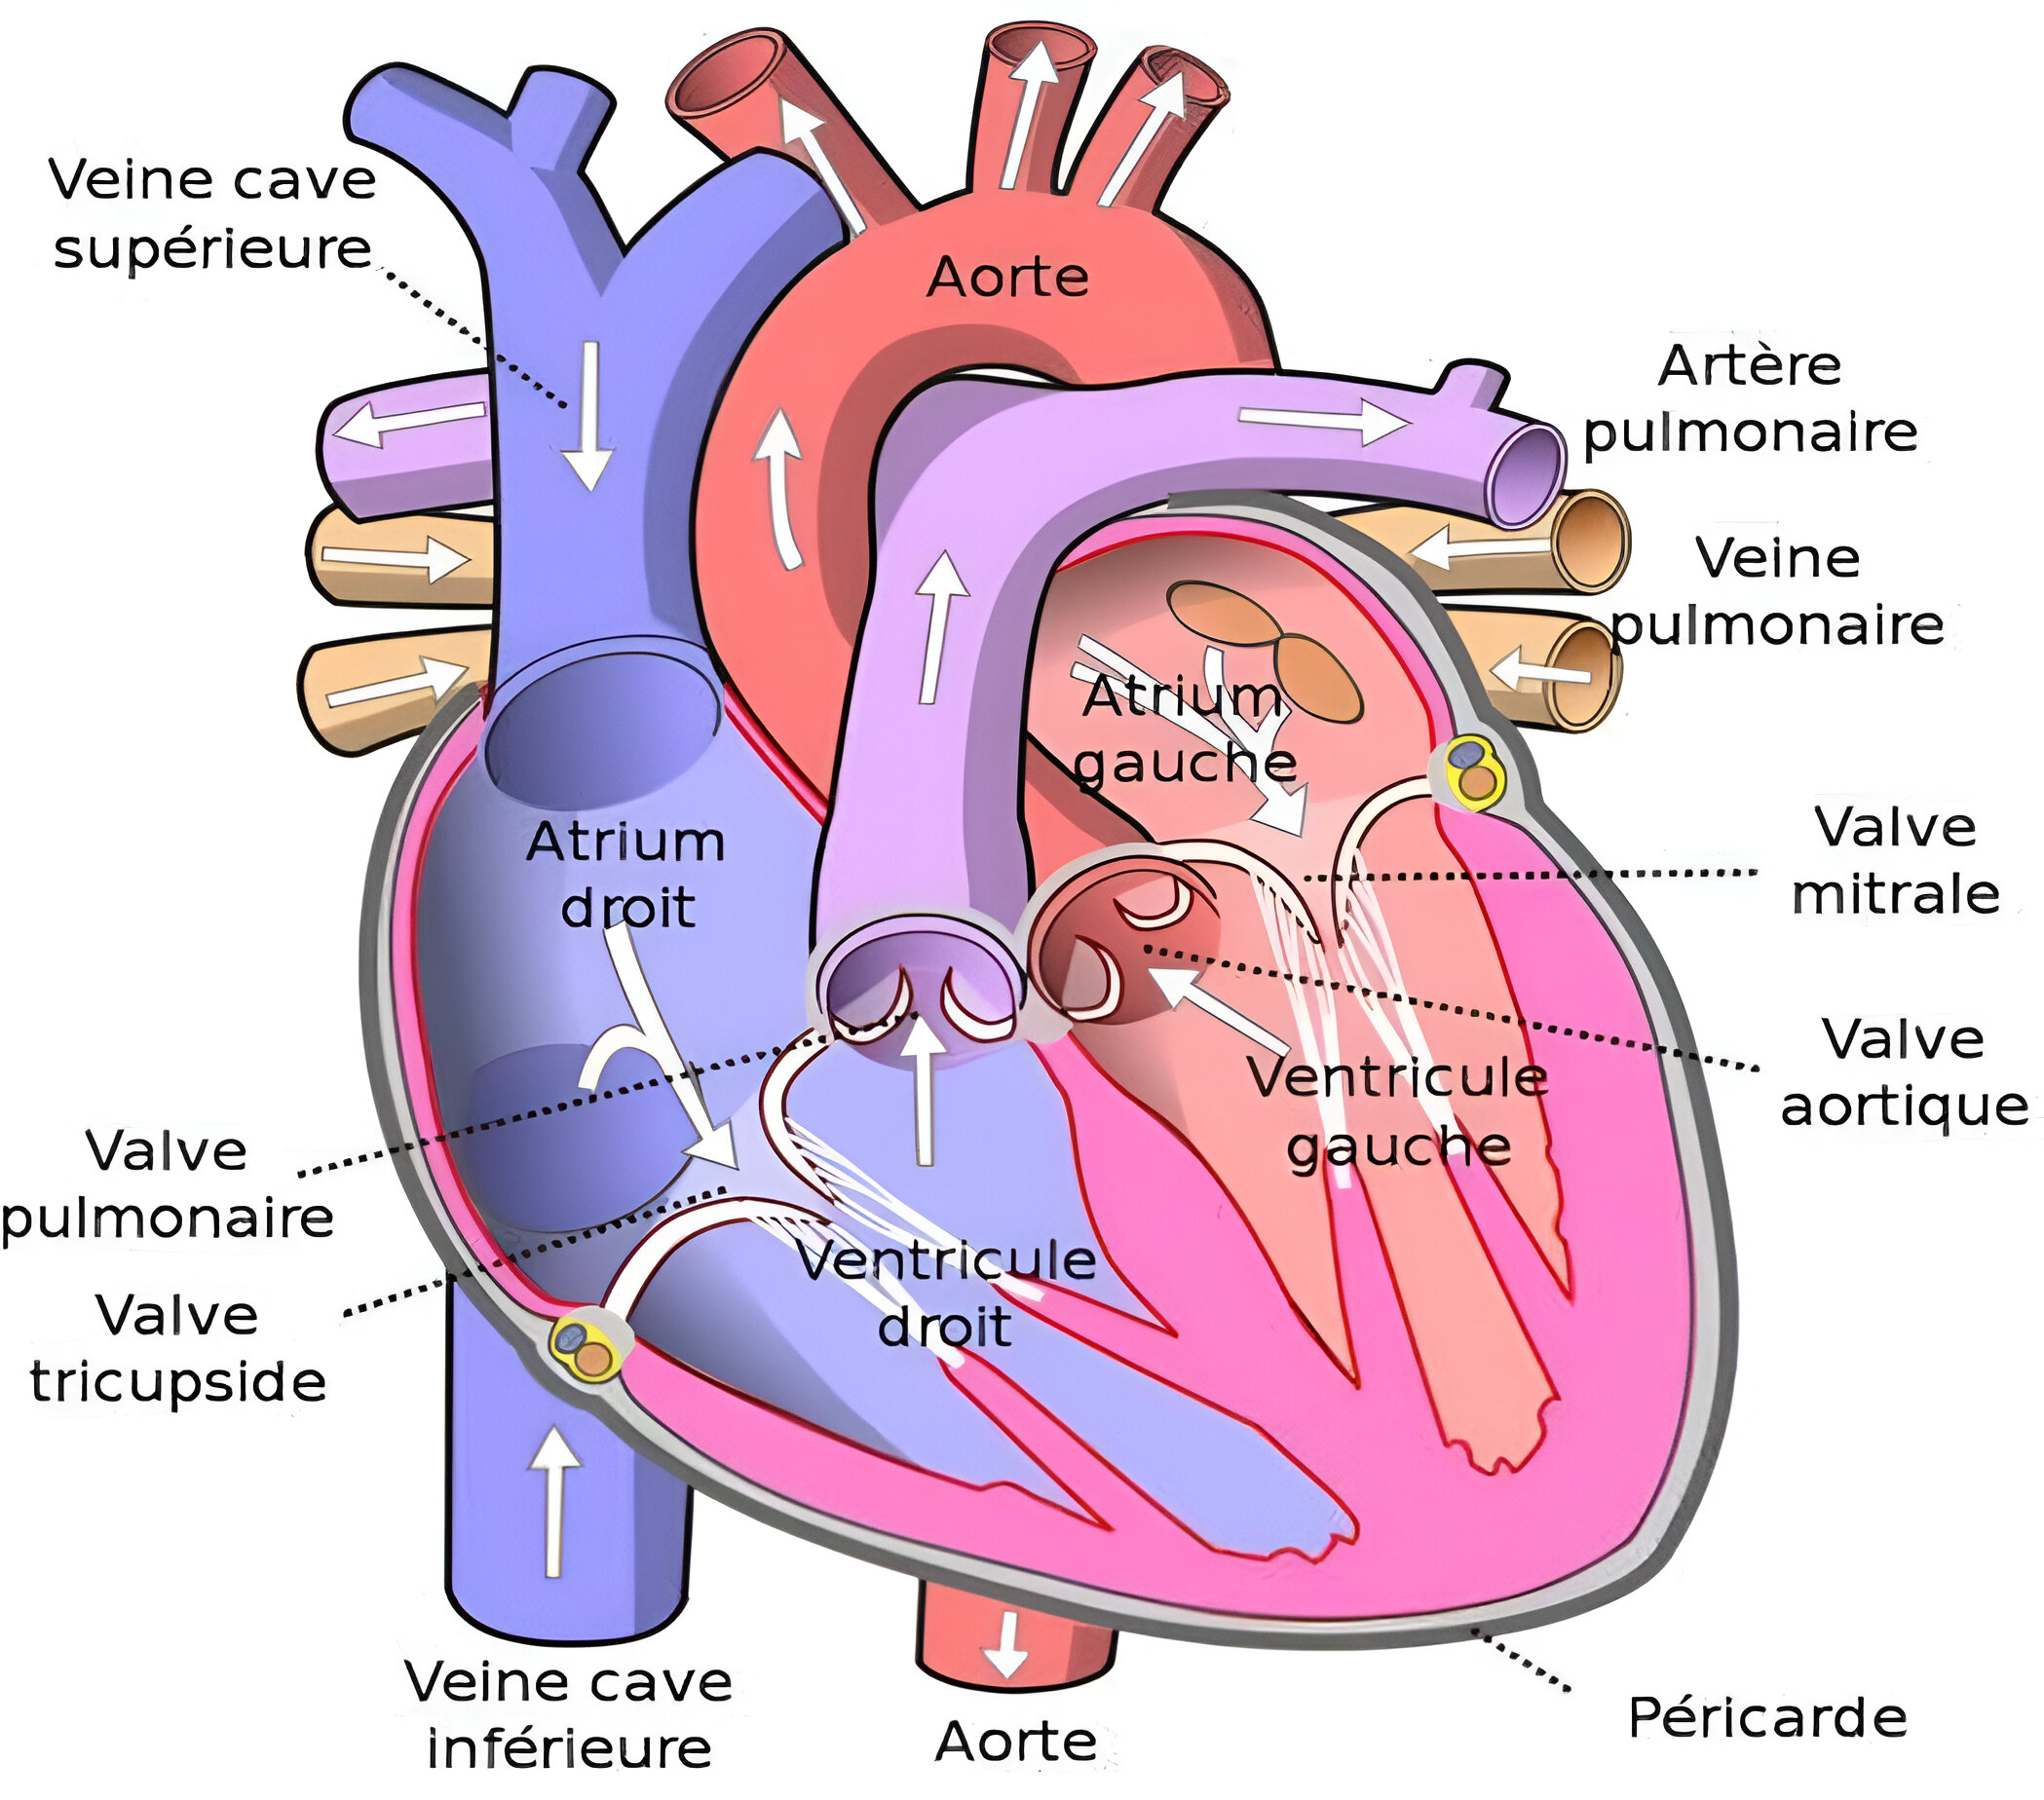 Veine cave
supérieure
Aorte
Artère
pulmonaire
Veine
pulmonaire
Atrium
gauche
Atrium
droit
Valve
mitrale
Valve
aortique
Ventricule
gauche
Valve
pulmonaire
Ventricule
droit
Valve
tricupside
Veine cave
inférieure
Aorte
Péricarde